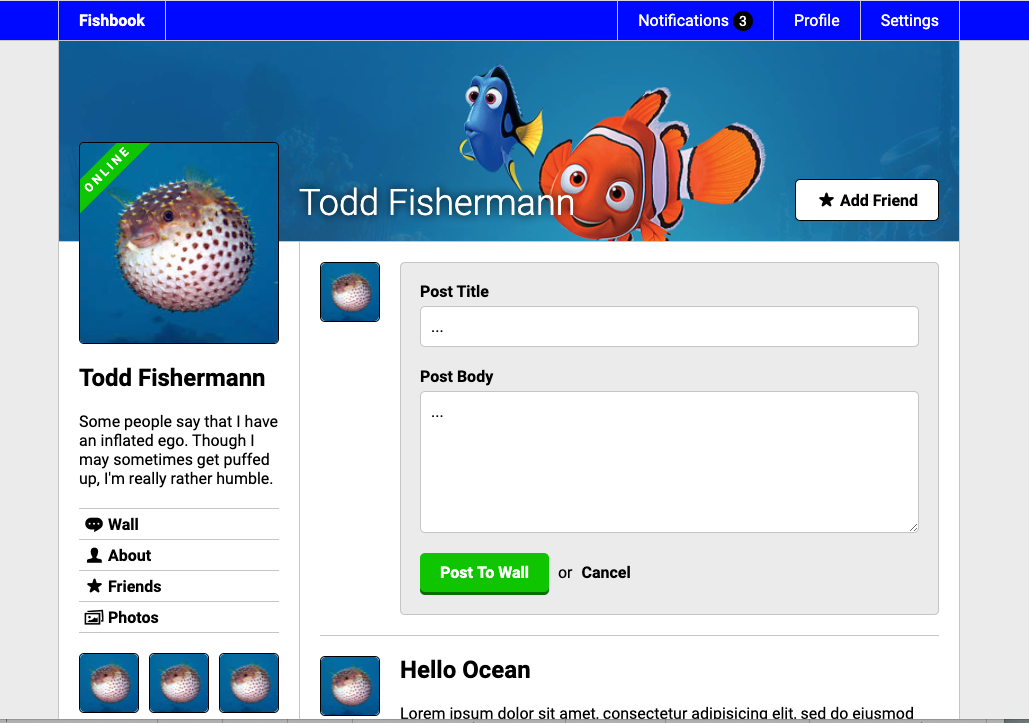 Fishbook
Notifications 3
Profile
Settings
ONLINE
Todd Fishermann
Add Friend
Todd Fishermann
Some people say that I have
an inflated ego. Though I
may sometimes get puffed
up, I'm really rather humble.
Wall
About
Friends
Photos
Post Title
...
Post Body
...
Post To Wall or Cancel
Hello Ocean
Lorem ipsum dolor sit amet, consectetur adipisicing elit, sed do eiusmod